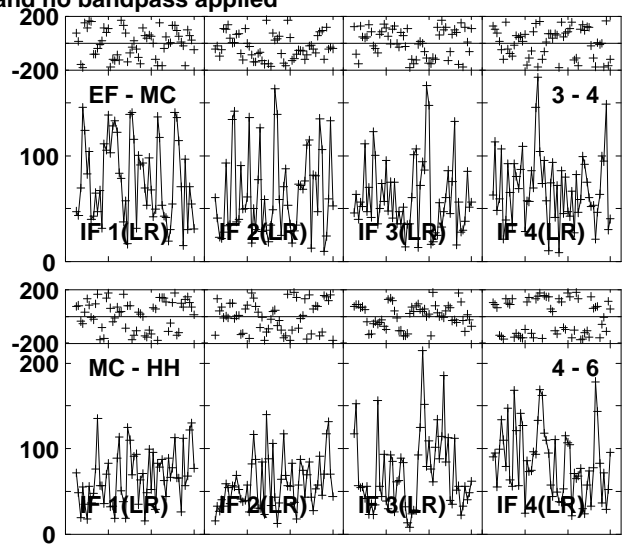 and no bandpass applied
200
-200
EF - MC
3 - 4
100
IF 1(LR)
IF 2(LR)
IF 3(LR)
IF 4(LR)
0
200
-200
200
MC - HH
4 - 6
100
IF 1(LR)
IF 2(LR)
IF 3(LR)
IF 4(LR)
0